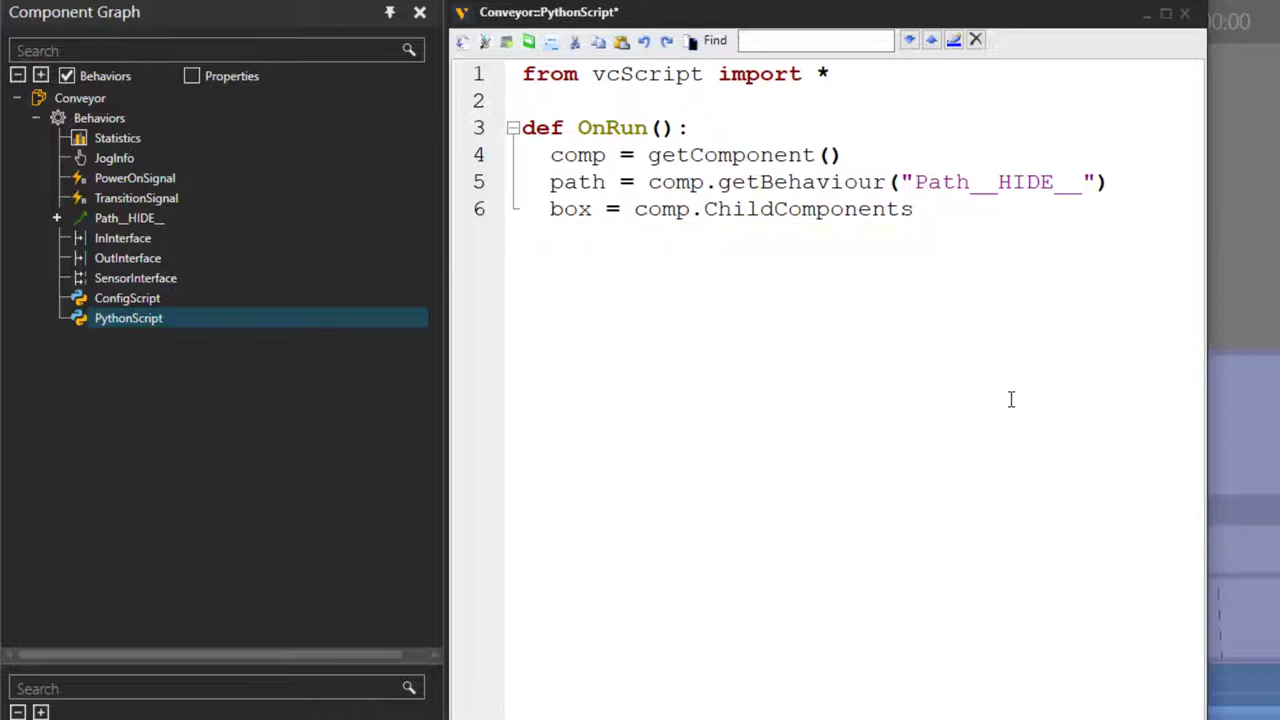 Component Graph
Search
Behaviors
Properties
Conveyor
Behaviors
Statistics
JogInfo
PowerOnSignal
TransitionSignal
Path__HIDE__
InInterface
OutInterface
SensorInterface
ConfigScript
PythonScript
Search
Conveyor::PythonScript*
Find
1 from vcScript import *
2
3 def OnRun():
4 comp = getComponent()
5 path = comp.getBehaviour("Path__HIDE__")
6 box = comp.ChildComponents
00:00